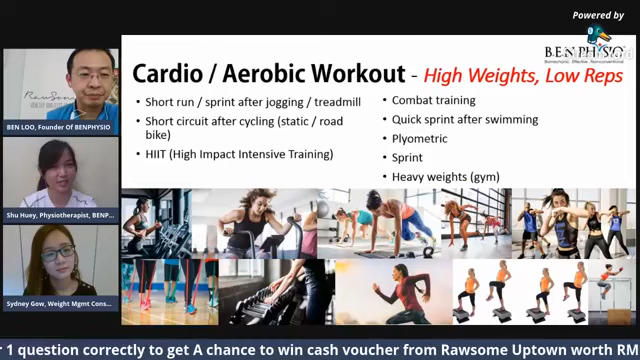 Powered by
BENPHYSIO
Biomechanic. Effective. Nonconventional
Cardio / Aerobic Workout - High Weights, Low Reps
• Short run / sprint after jogging / treadmill
• Short circuit after cycling (static / road bike)
• HIIT (High Impact Intensive Training)
• Combat training
• Quick sprint after swimming
• Plyometric
• Sprint
• Heavy weights (gym)
BEN LOO, Founder Of BENPHYSIO
Shu Huey, Physiotherapist, BENP...
Sydney Gow, Weight Mgmt Cons...
1 question correctly to get A chance to win cash voucher from Rawsome Uptown worth RM